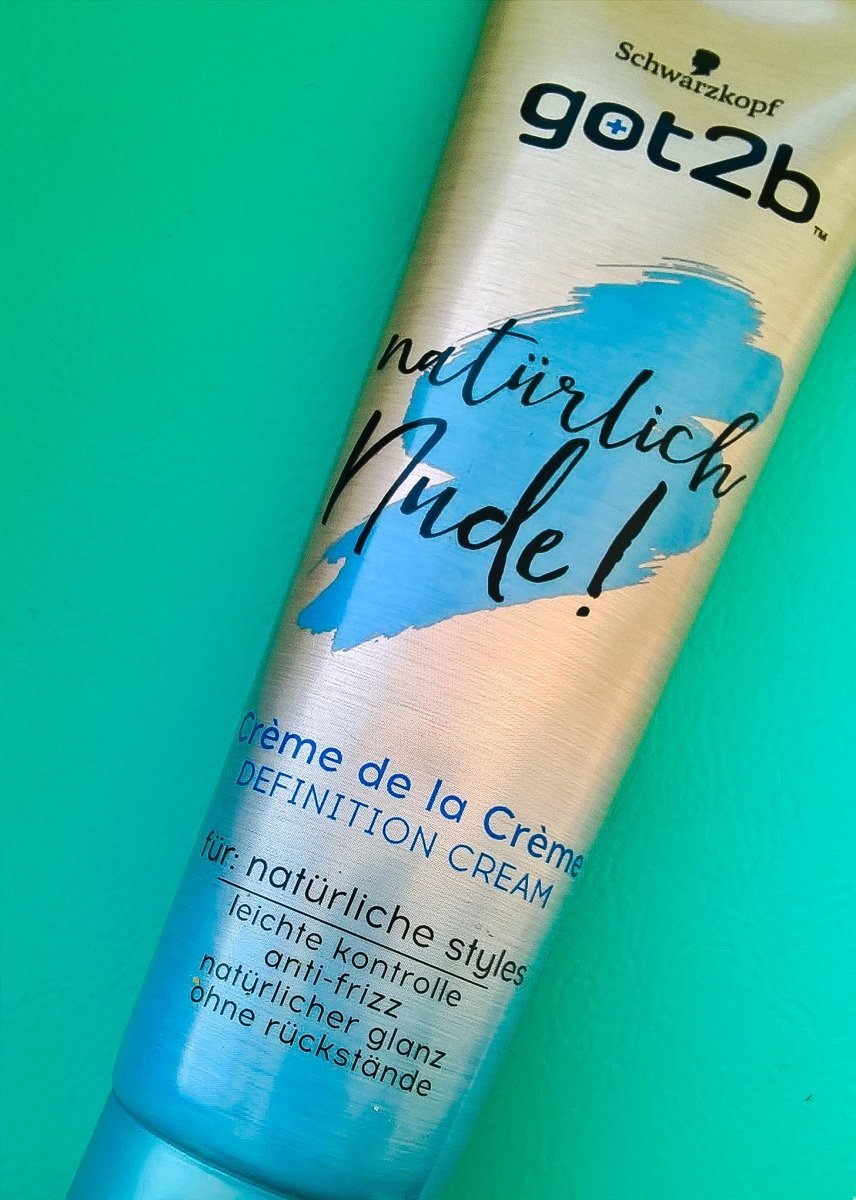 Schwarzkopf
got2b™
natürlich
Nude!
Crème de la Crème
DEFINITION CREAM
für: natürliche styles
leichte kontrolle
anti-frizz
natürlicher glanz
ohne rückstände